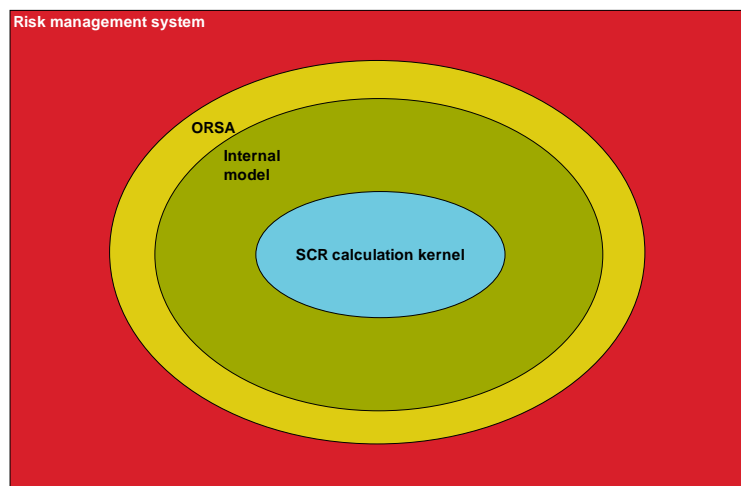 Risk management system
ORSA
Internal
model
SCR calculation kernel